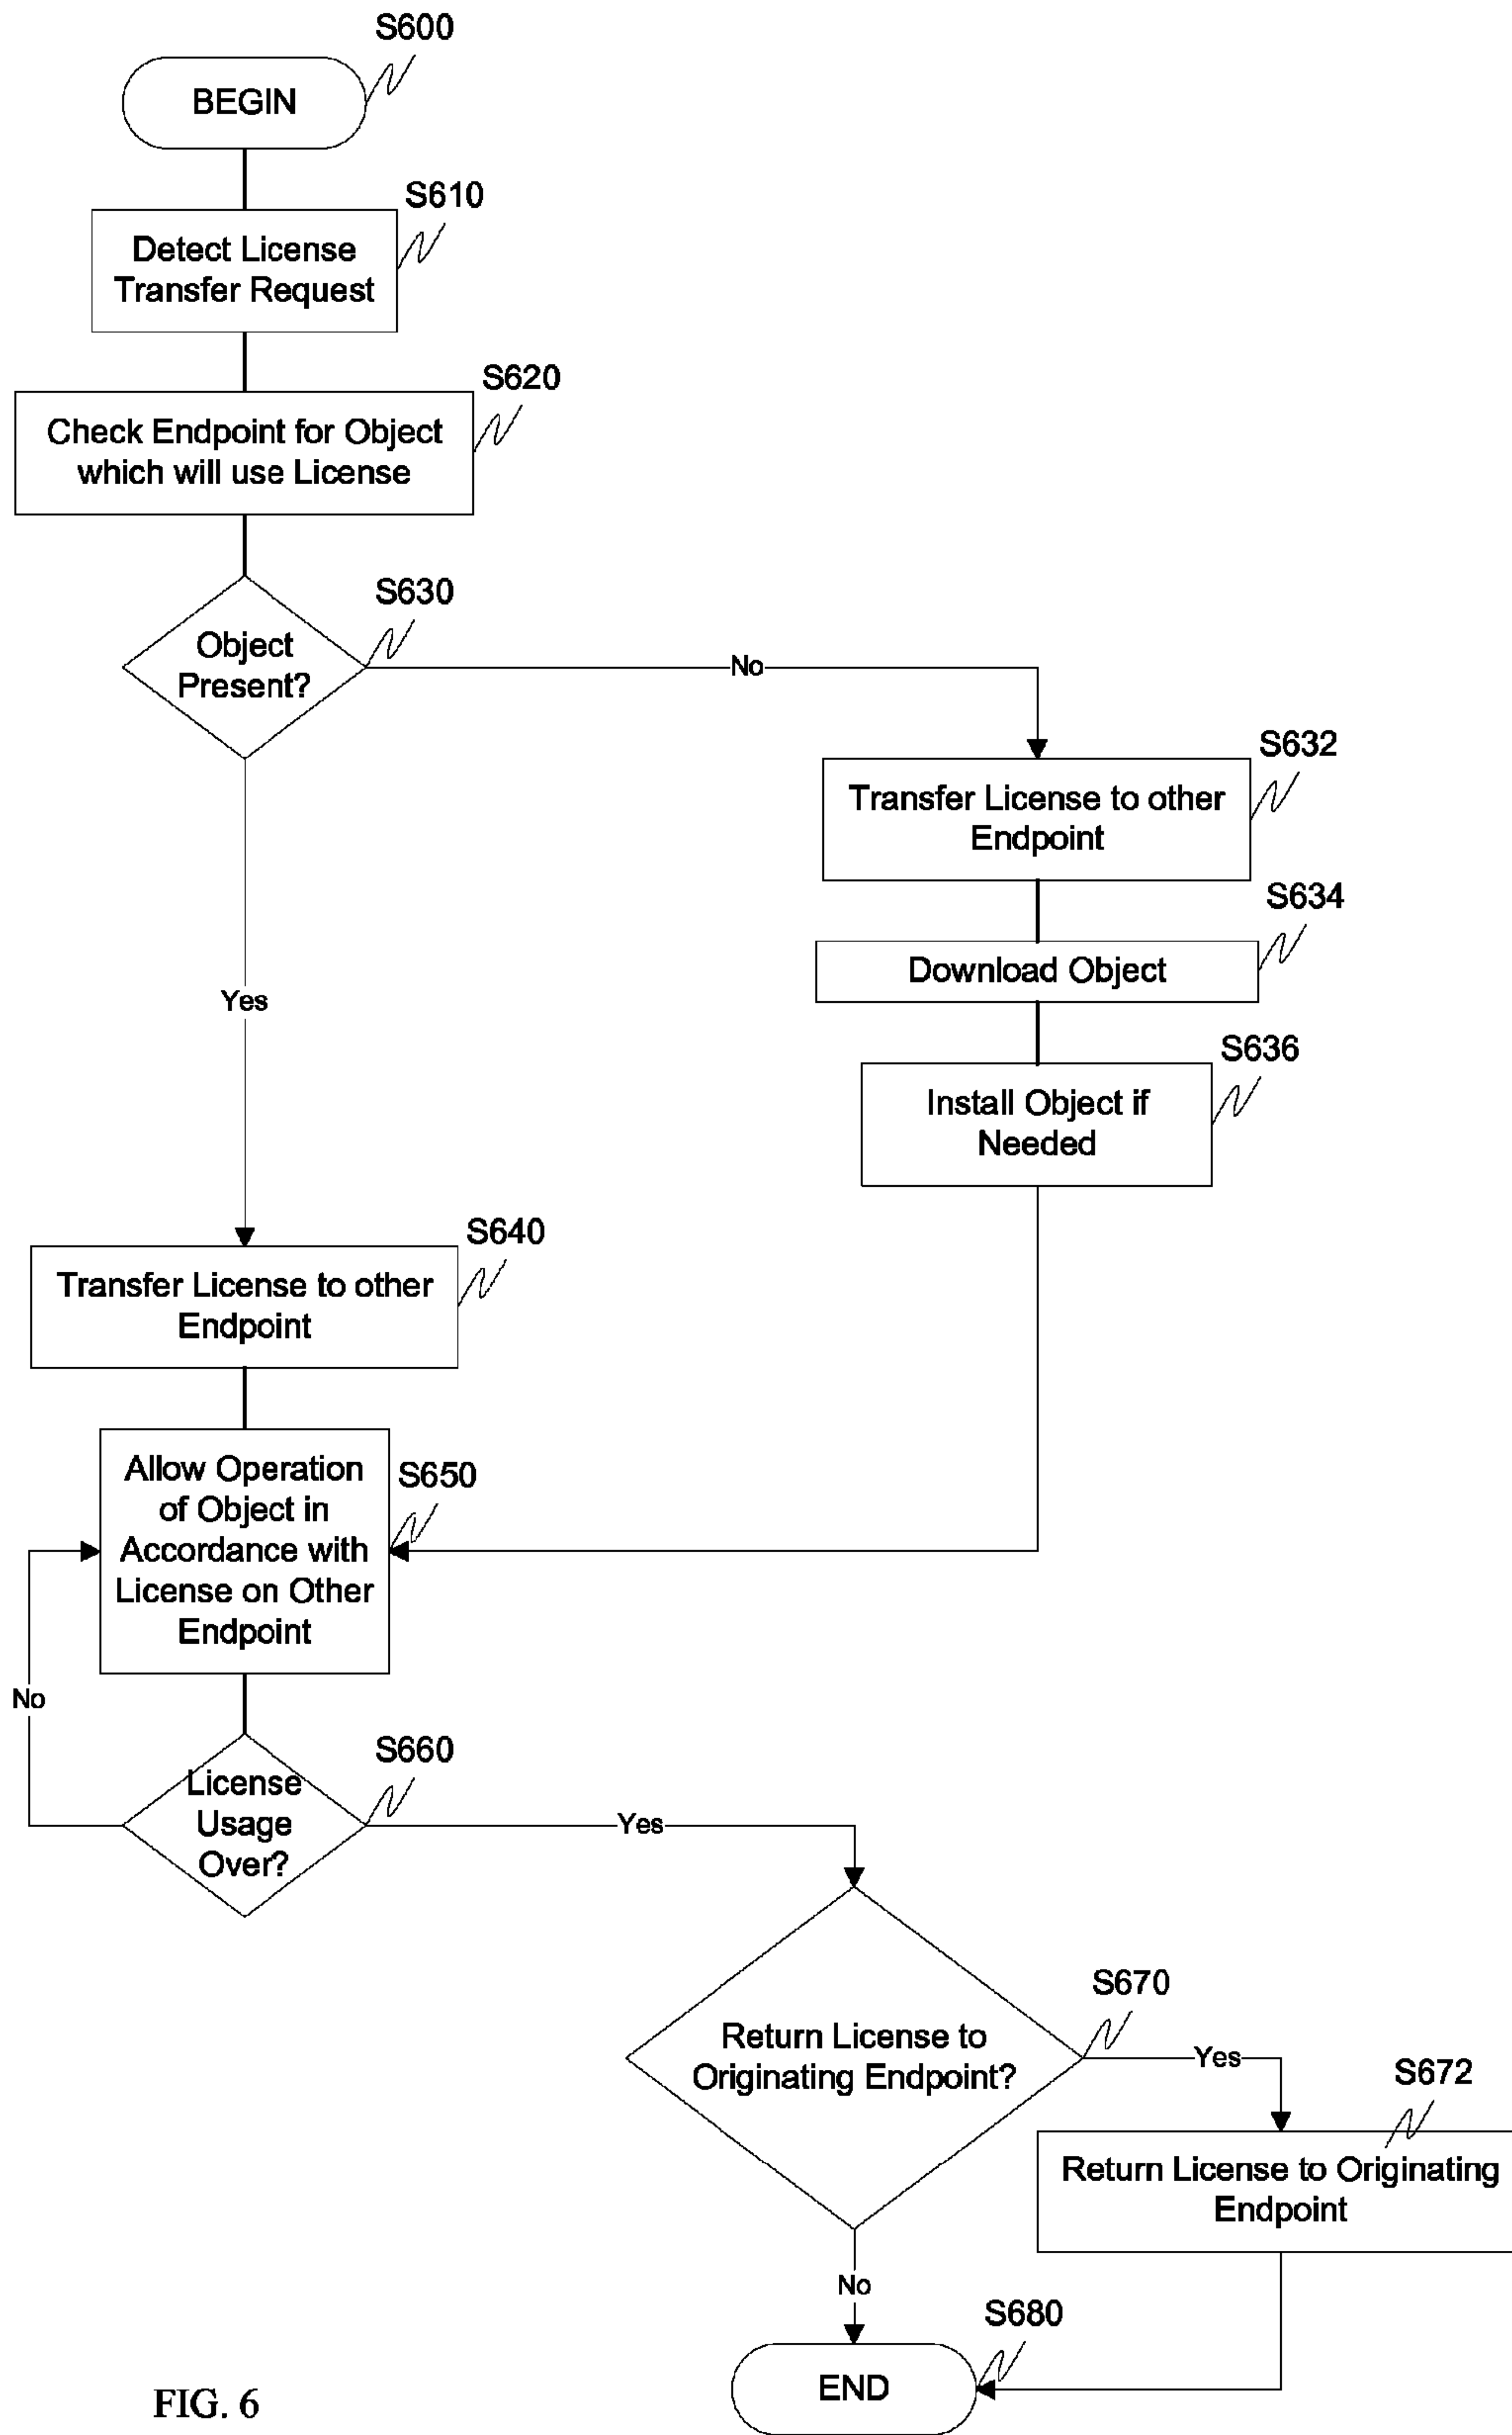 S600
BEGIN
S610
Detect License
Transfer Request
S620
Check Endpoint for Object
which will use License
S630
Object
Present?
No
S632
Transfer License to other
Endpoint
S634
Download Object
S636
Install Object if
Needed
Yes
S640
Transfer License to other
Endpoint
S650
Allow Operation
of Object in
Accordance with
License on Other
Endpoint
No
S660
License
Usage
Over?
Yes
S670
Return License to
Originating Endpoint?
Yes
S672
Return License to Originating
Endpoint
No
S680
END
FIG. 6